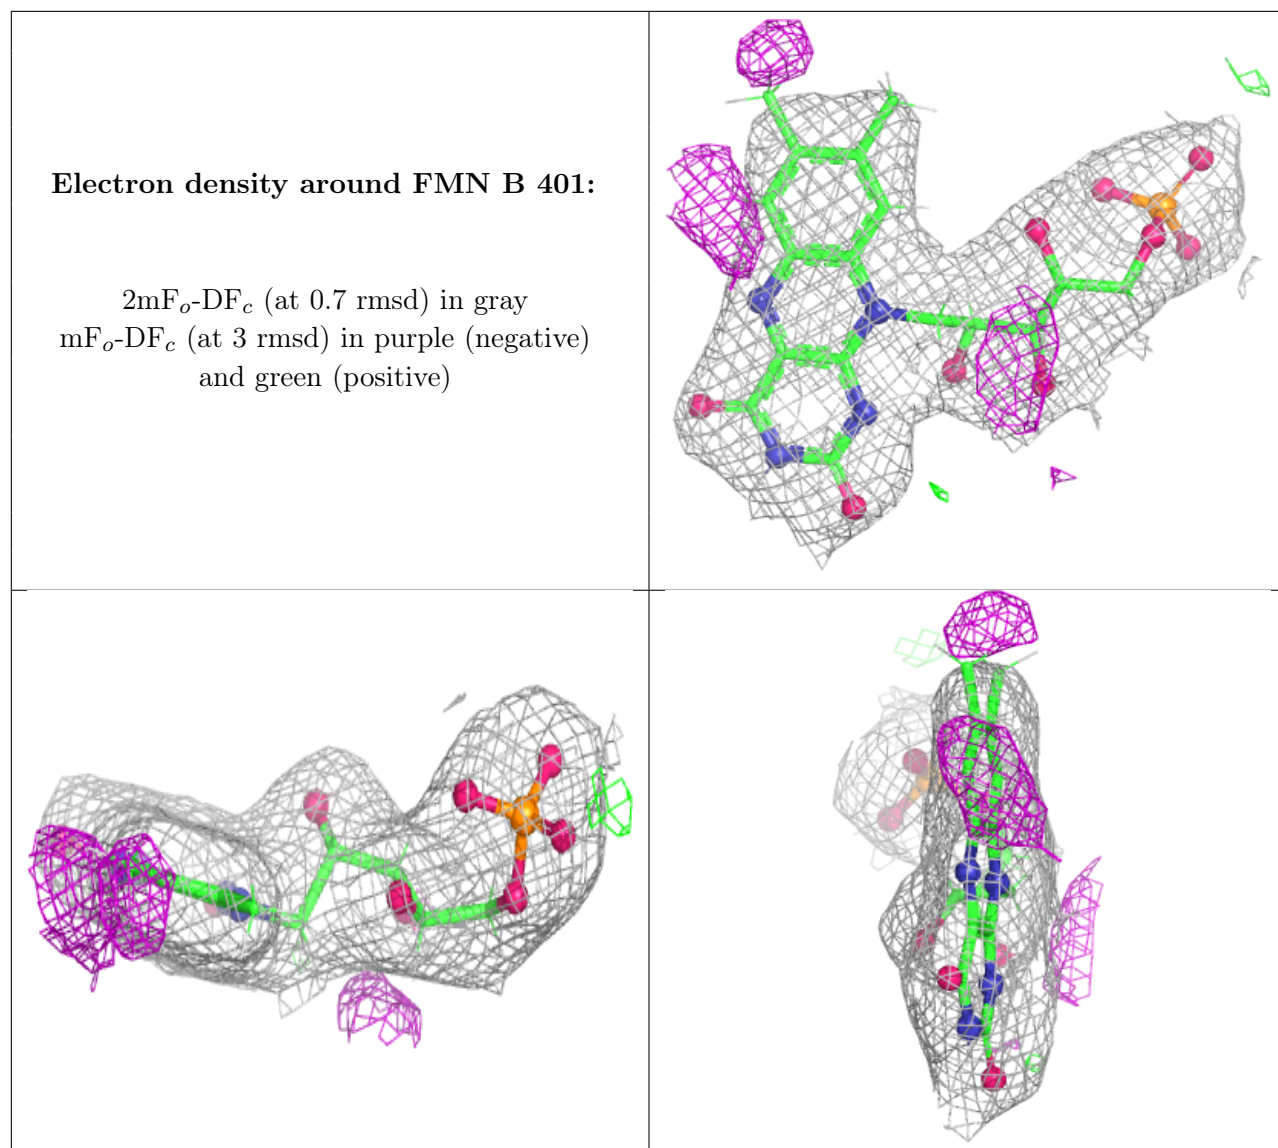 Electron density around FMN B 401:
2mFo-DFc (at 0.7 rmsd) in gray
mFo-DFc (at 3 rmsd) in purple (negative)
and green (positive)